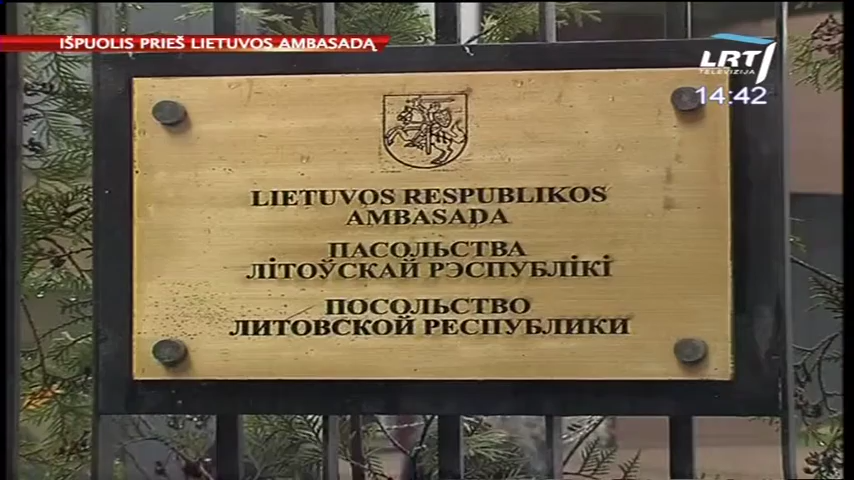 IŠPUOLIS PRIEŠ LIETUVOS AMBASADĄ
LRT
TELEVIZIJA
14:42
LIETUVOS RESPUBLIKOS
AMBASADA
ПАСОЛЬСТВА
ЛІТОЎСКАЙ РЭСПУБЛІКІ
ПОСОЛЬСТВО
ЛИТОВСКОЙ РЕСПУБЛИКИ